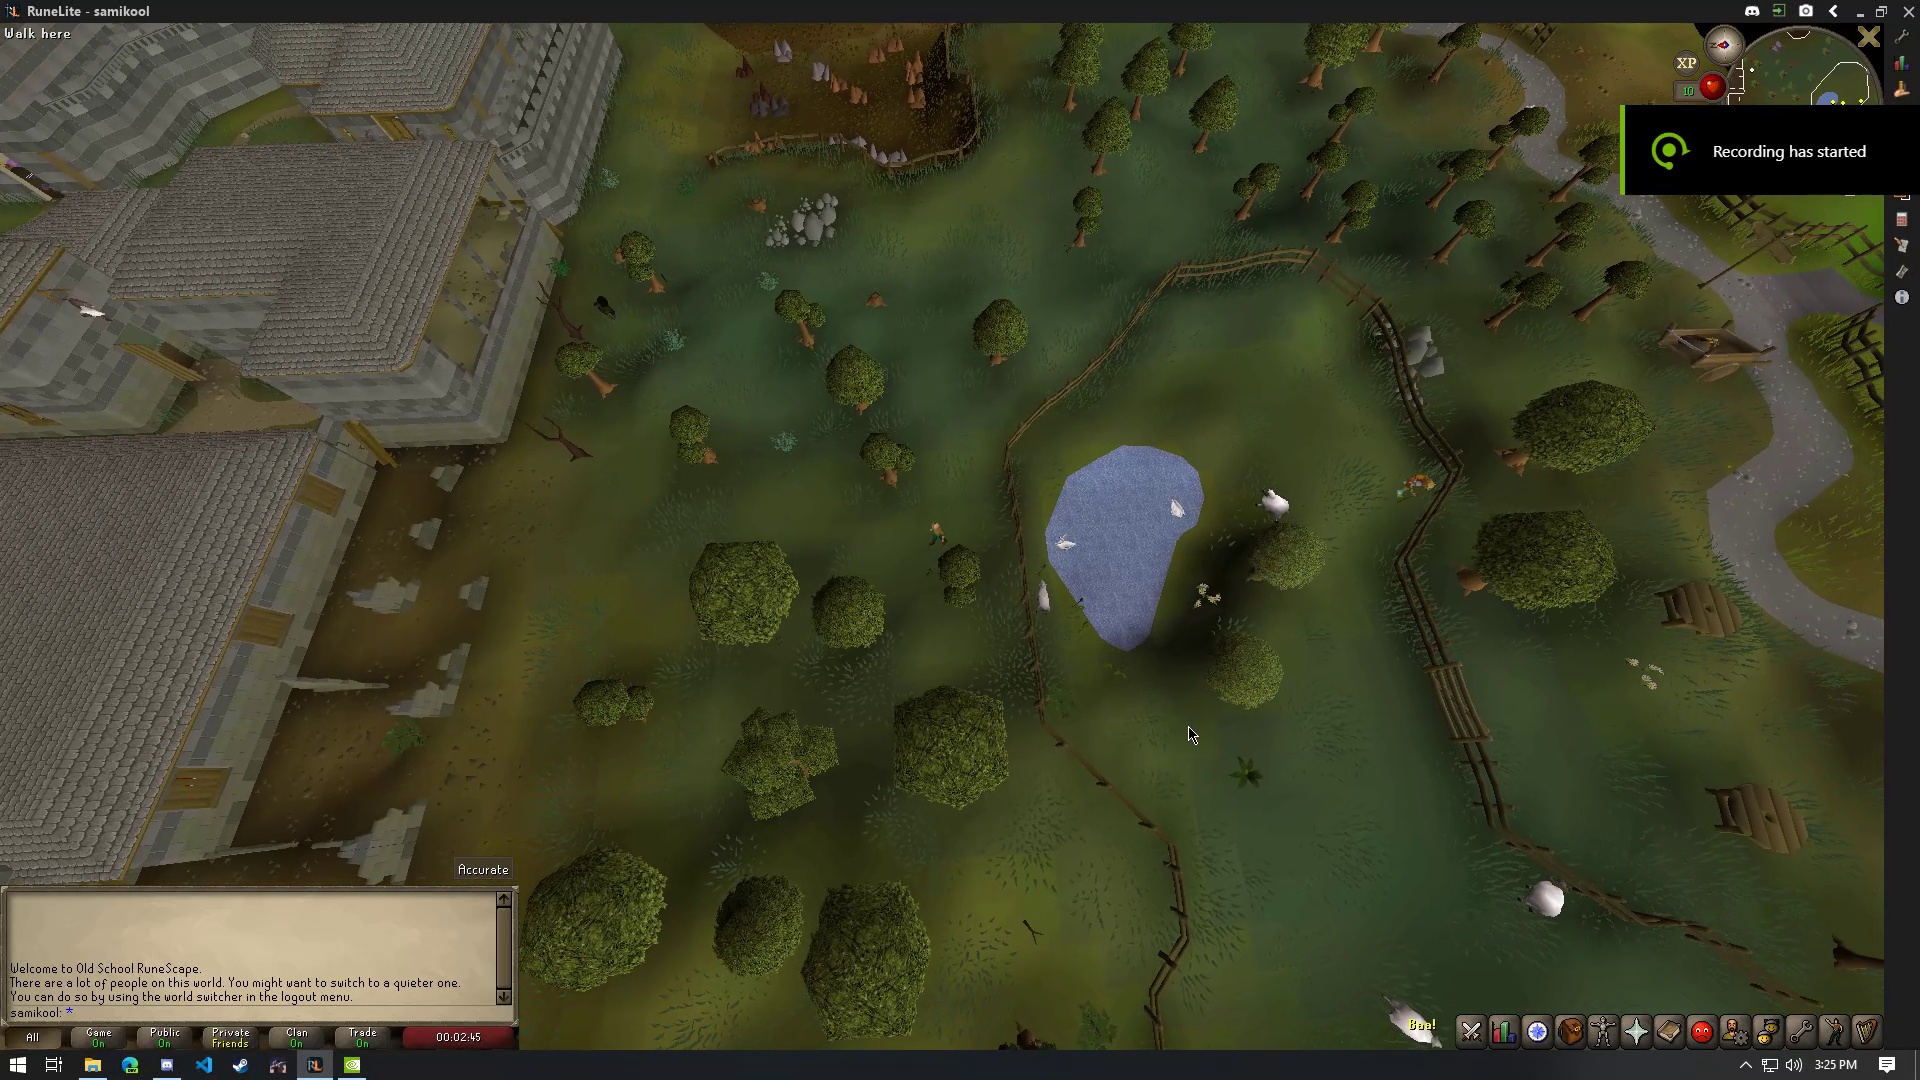 RuneLite - samikool
Walk here
XP
10
Recording has started
Accurate
Welcome to Old School RuneScape.
There are a lot of people on this world. You might want to switch to a quieter one.
You can do so by using the world switcher in the logout menu.
samikool: *
All
Game
On
Public
On
Private
Friends
Clan
On
Trade
On
00:02:45
Baa!
3:25 PM